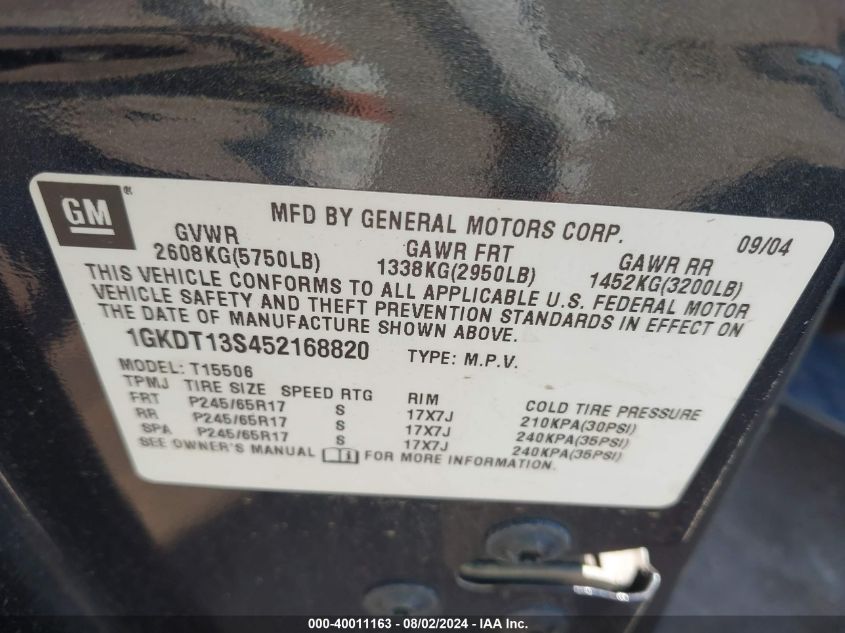 GM®
MFD BY GENERAL MOTORS CORP. 09/04
GVWR GAWR FRT GAWR RR
2608KG(5750LB) 1338KG(2950LB) 1452KG(3200LB)
THIS VEHICLE CONFORMS TO ALL APPLICABLE U.S. FEDERAL MOTOR
VEHICLE SAFETY AND THEFT PREVENTION STANDARDS IN EFFECT ON
THE DATE OF MANUFACTURE SHOWN ABOVE.
1GKDT13S452168820 TYPE: M.P.V.
MODEL: T15506
TPMJ TIRE SIZE SPEED RTG RIM COLD TIRE PRESSURE
FRT P245/65R17 S 17X7J 210KPA(30PSI)
RR P245/65R17 S 17X7J 240KPA(35PSI)
SPA P245/65R17 S 17X7J 240KPA(35PSI)
SEE OWNER'S MANUAL FOR MORE INFORMATION.
000-40011163 - 08/02/2024 - IAA Inc.